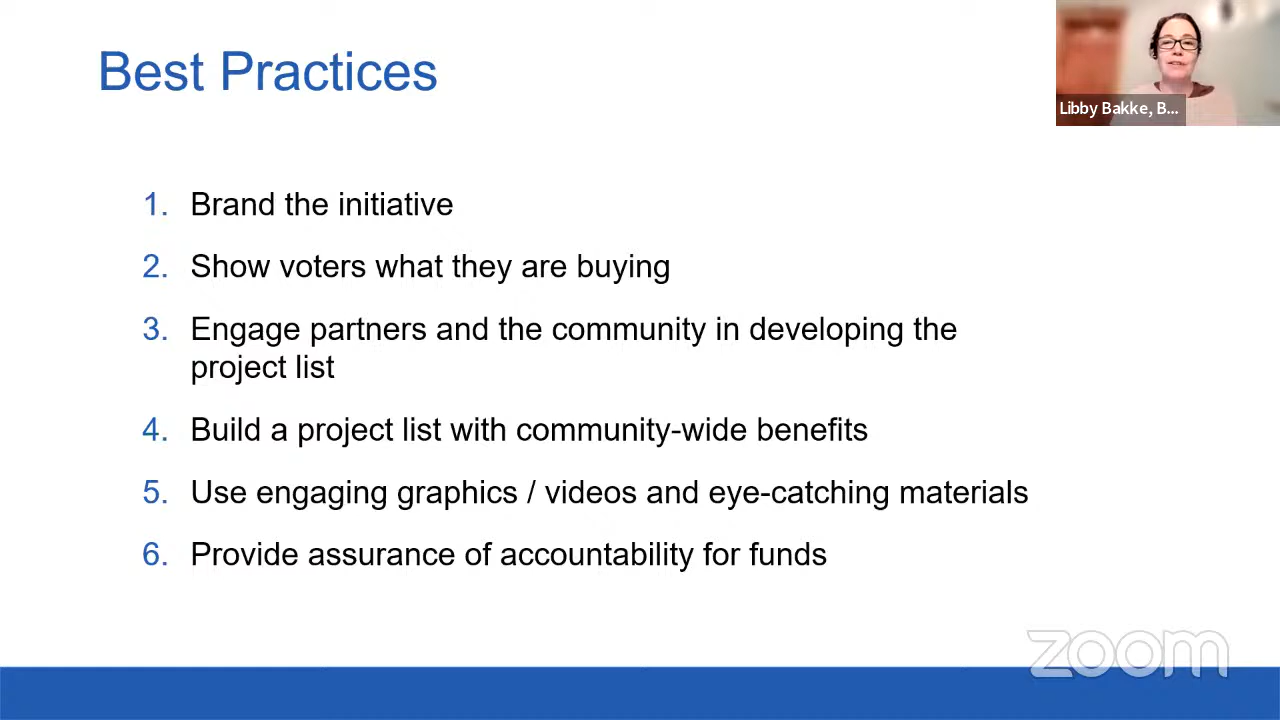 Best Practices
Libby Bakke, B...
1. Brand the initiative
2. Show voters what they are buying
3. Engage partners and the community in developing the
project list
4. Build a project list with community-wide benefits
5. Use engaging graphics / videos and eye-catching materials
6. Provide assurance of accountability for funds
zoom